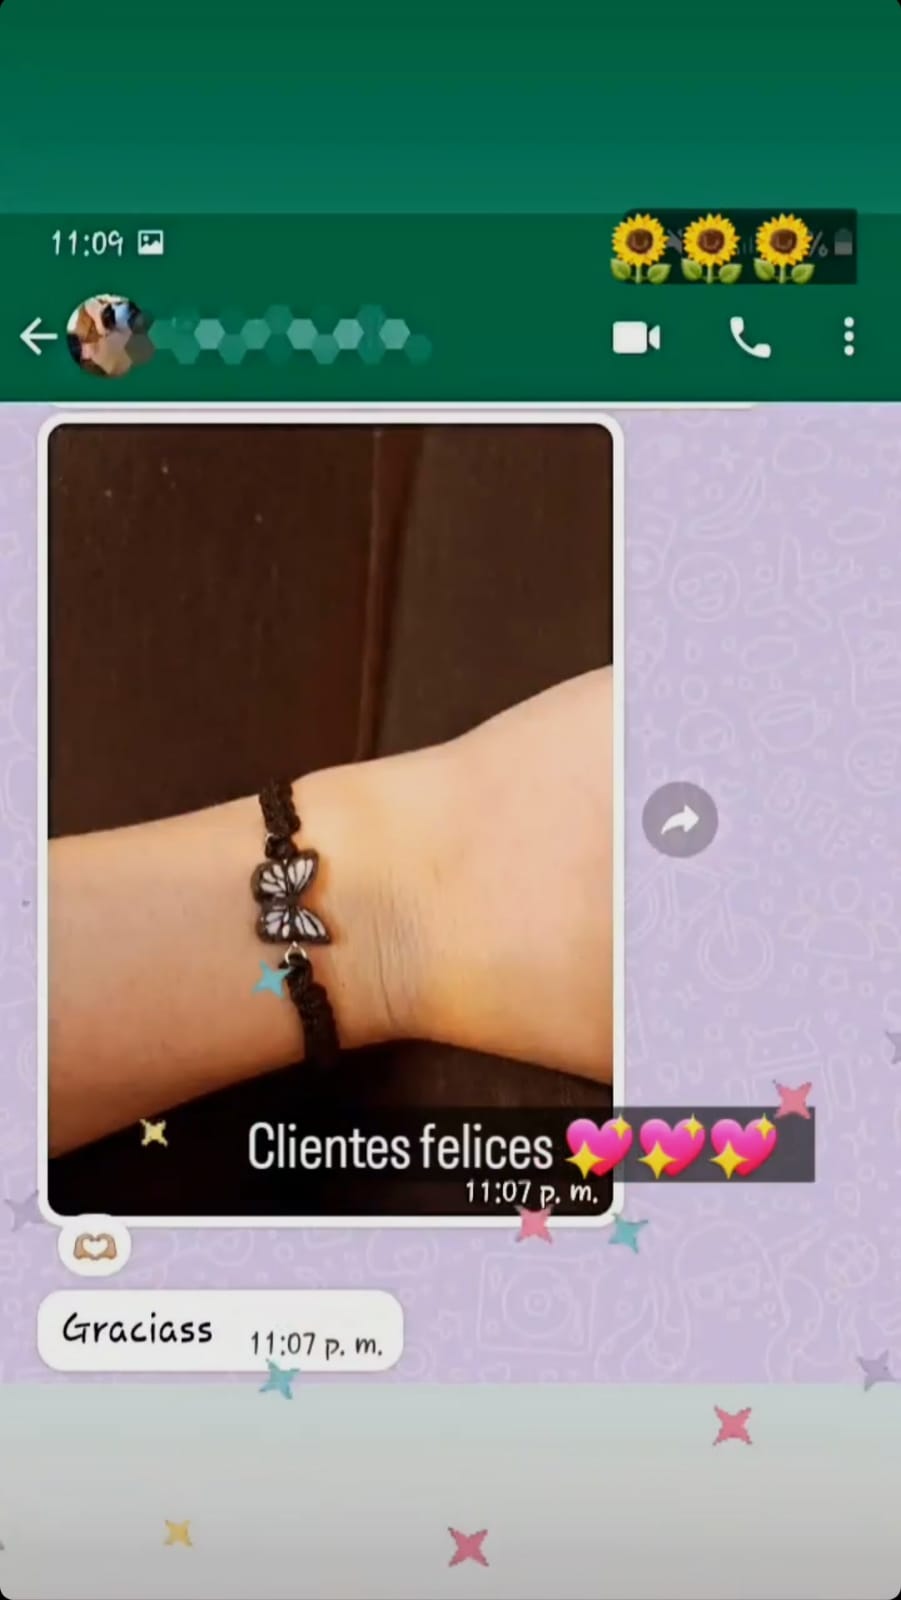 11:09
Clientes felices 💖💖💖
11:07 p. m.
Graciass
11:07 p. m.